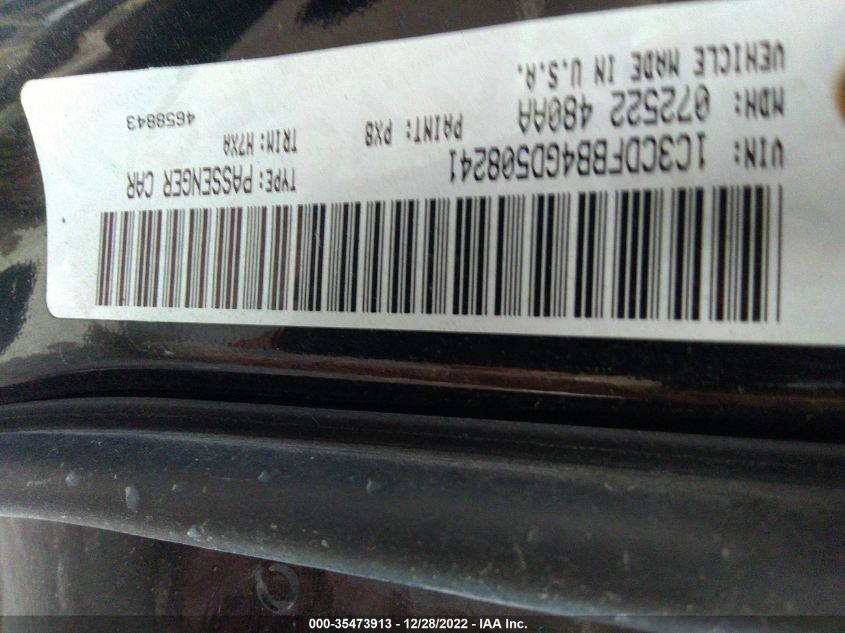 VIN: 1C3CDFBB4GD508241 TYPE: PASSENGER CAR
MDH: 072522 480AA PAINT: PX8 TRIM: H7XA
VEHICLE MADE IN U.S.A. 4658843
000-35473913 - 12/28/2022 - IAA Inc.